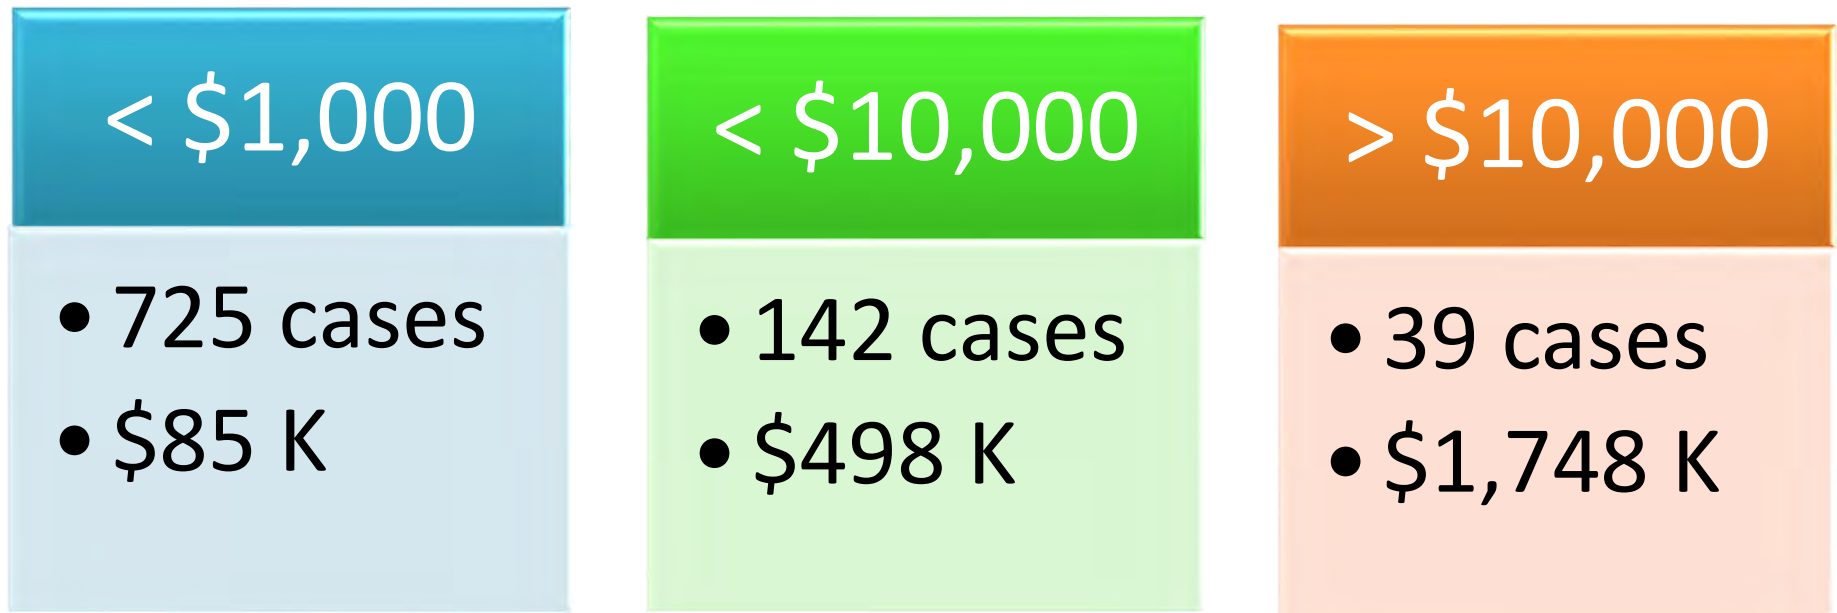 < $1,000
• 725 cases
• $85 K
< $10,000
• 142 cases
• $498 K
> $10,000
• 39 cases
• $1,748 K